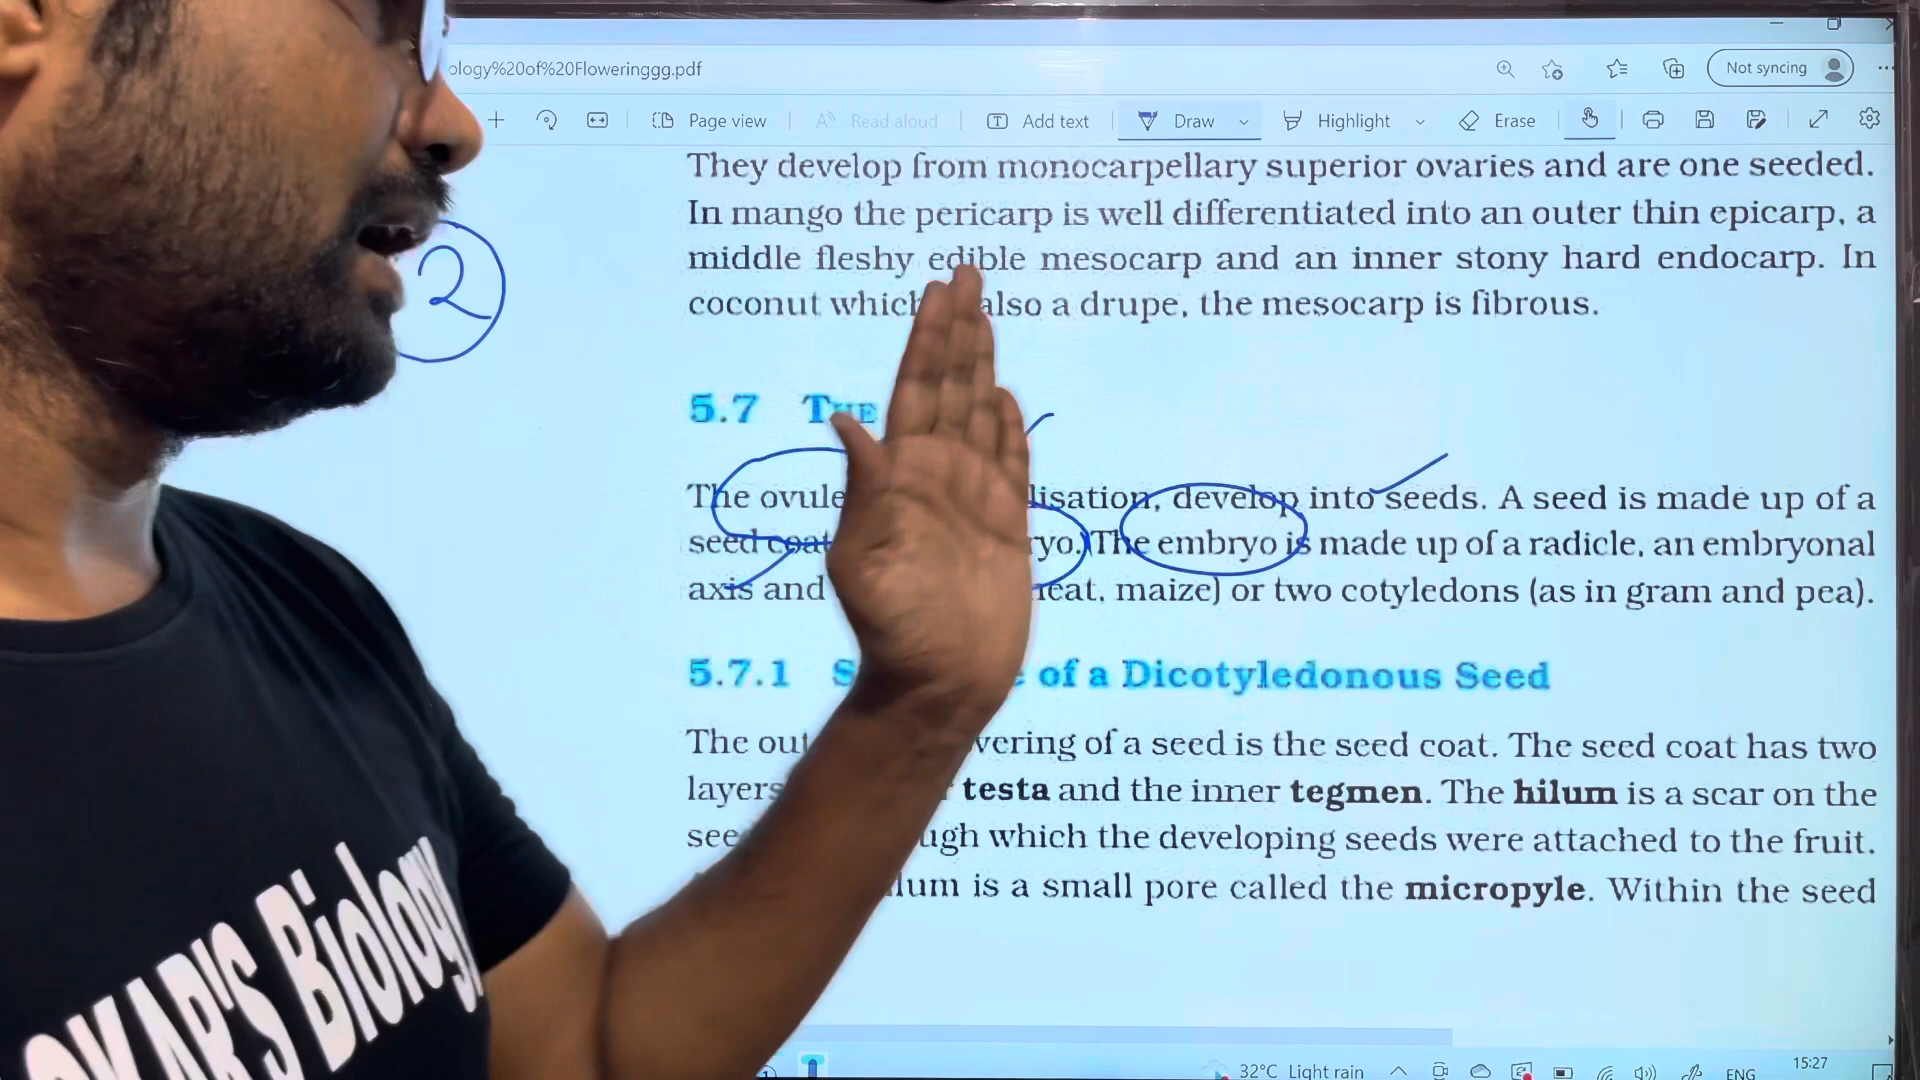 ology%20of%20Floweringgg.pdf
Not syncing
Page view
Read aloud
Add text
Draw
Highlight
Erase
They develop from monocarpellary superior ovaries and are one seeded.
In mango the pericarp is well differentiated into an outer thin epicarp, a
middle fleshy edible mesocarp and an inner stony hard endocarp. In
coconut which also a drupe, the mesocarp is fibrous.
2
5.7 THE
The ovule lisation, develop into seeds. A seed is made up of a
seed coat ryo. The embryo is made up of a radicle, an embryonal
axis and heat, maize) or two cotyledons (as in gram and pea).
5.7.1 S of a Dicotyledonous Seed
The out vering of a seed is the seed coat. The seed coat has two
layers testa and the inner tegmen. The hilum is a scar on the
see ugh which the developing seeds were attached to the fruit.
lum is a small pore called the micropyle. Within the seed
KAR'S Biology
32°C Light rain
ENG
15:27